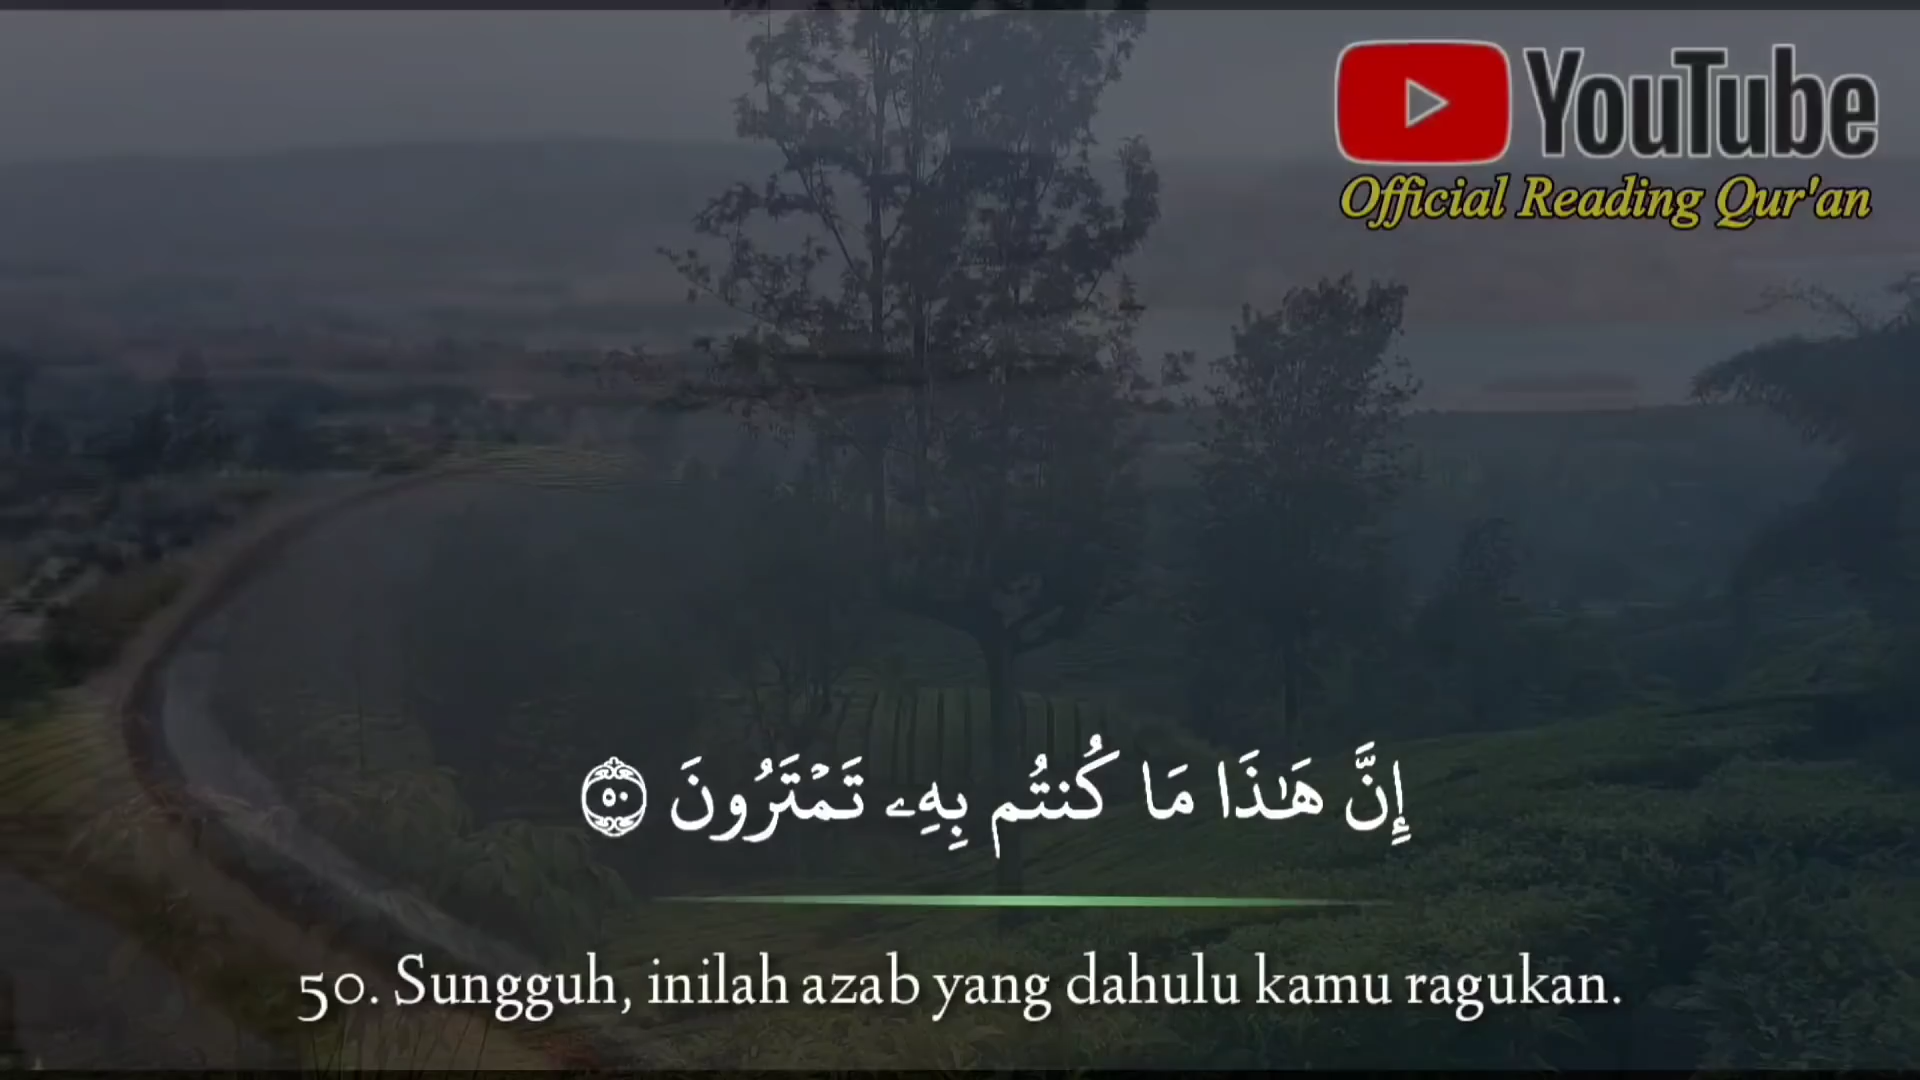 YouTube
Official Reading Qur'an
إِنَّ هَٰذَا مَا كُنتُم بِهِۦ تَمْتَرُونَ ۝٥٠
50. Sungguh, inilah azab yang dahulu kamu ragukan.